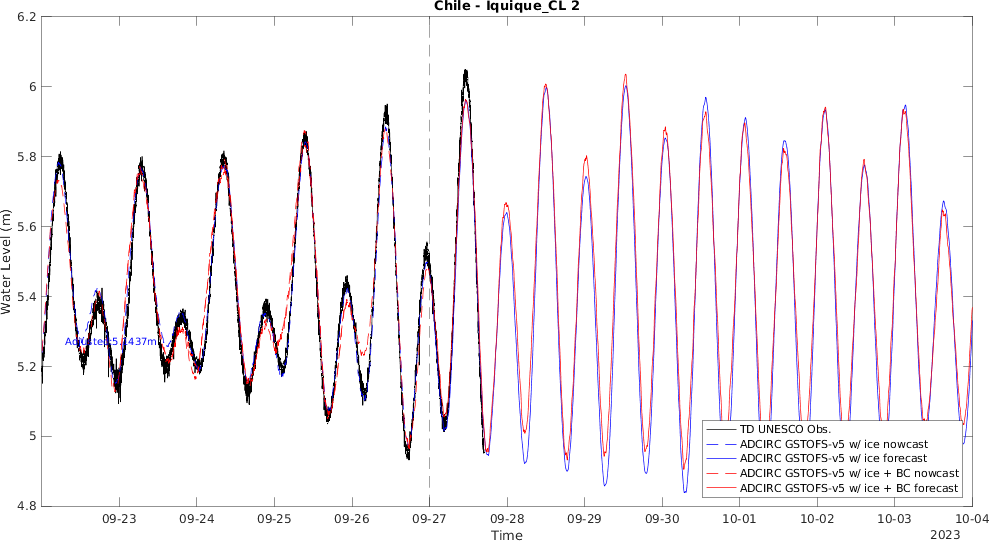 Chile - Iquique_CL 2
6.2
6
5.8
5.6
5.4
5.2
5
4.8
Water Level (m)
TD UNESCO Obs.
ADCIRC GSTOFS-v5 w/ ice nowcast
ADCIRC GSTOFS-v5 w/ ice forecast
ADCIRC GSTOFS-v5 w/ ice + BC nowcast
ADCIRC GSTOFS-v5 w/ ice + BC forecast
09-23 09-24 09-25 09-26 09-27 09-28 09-29 09-30 10-01 10-02 10-03 10-04
Time
2023